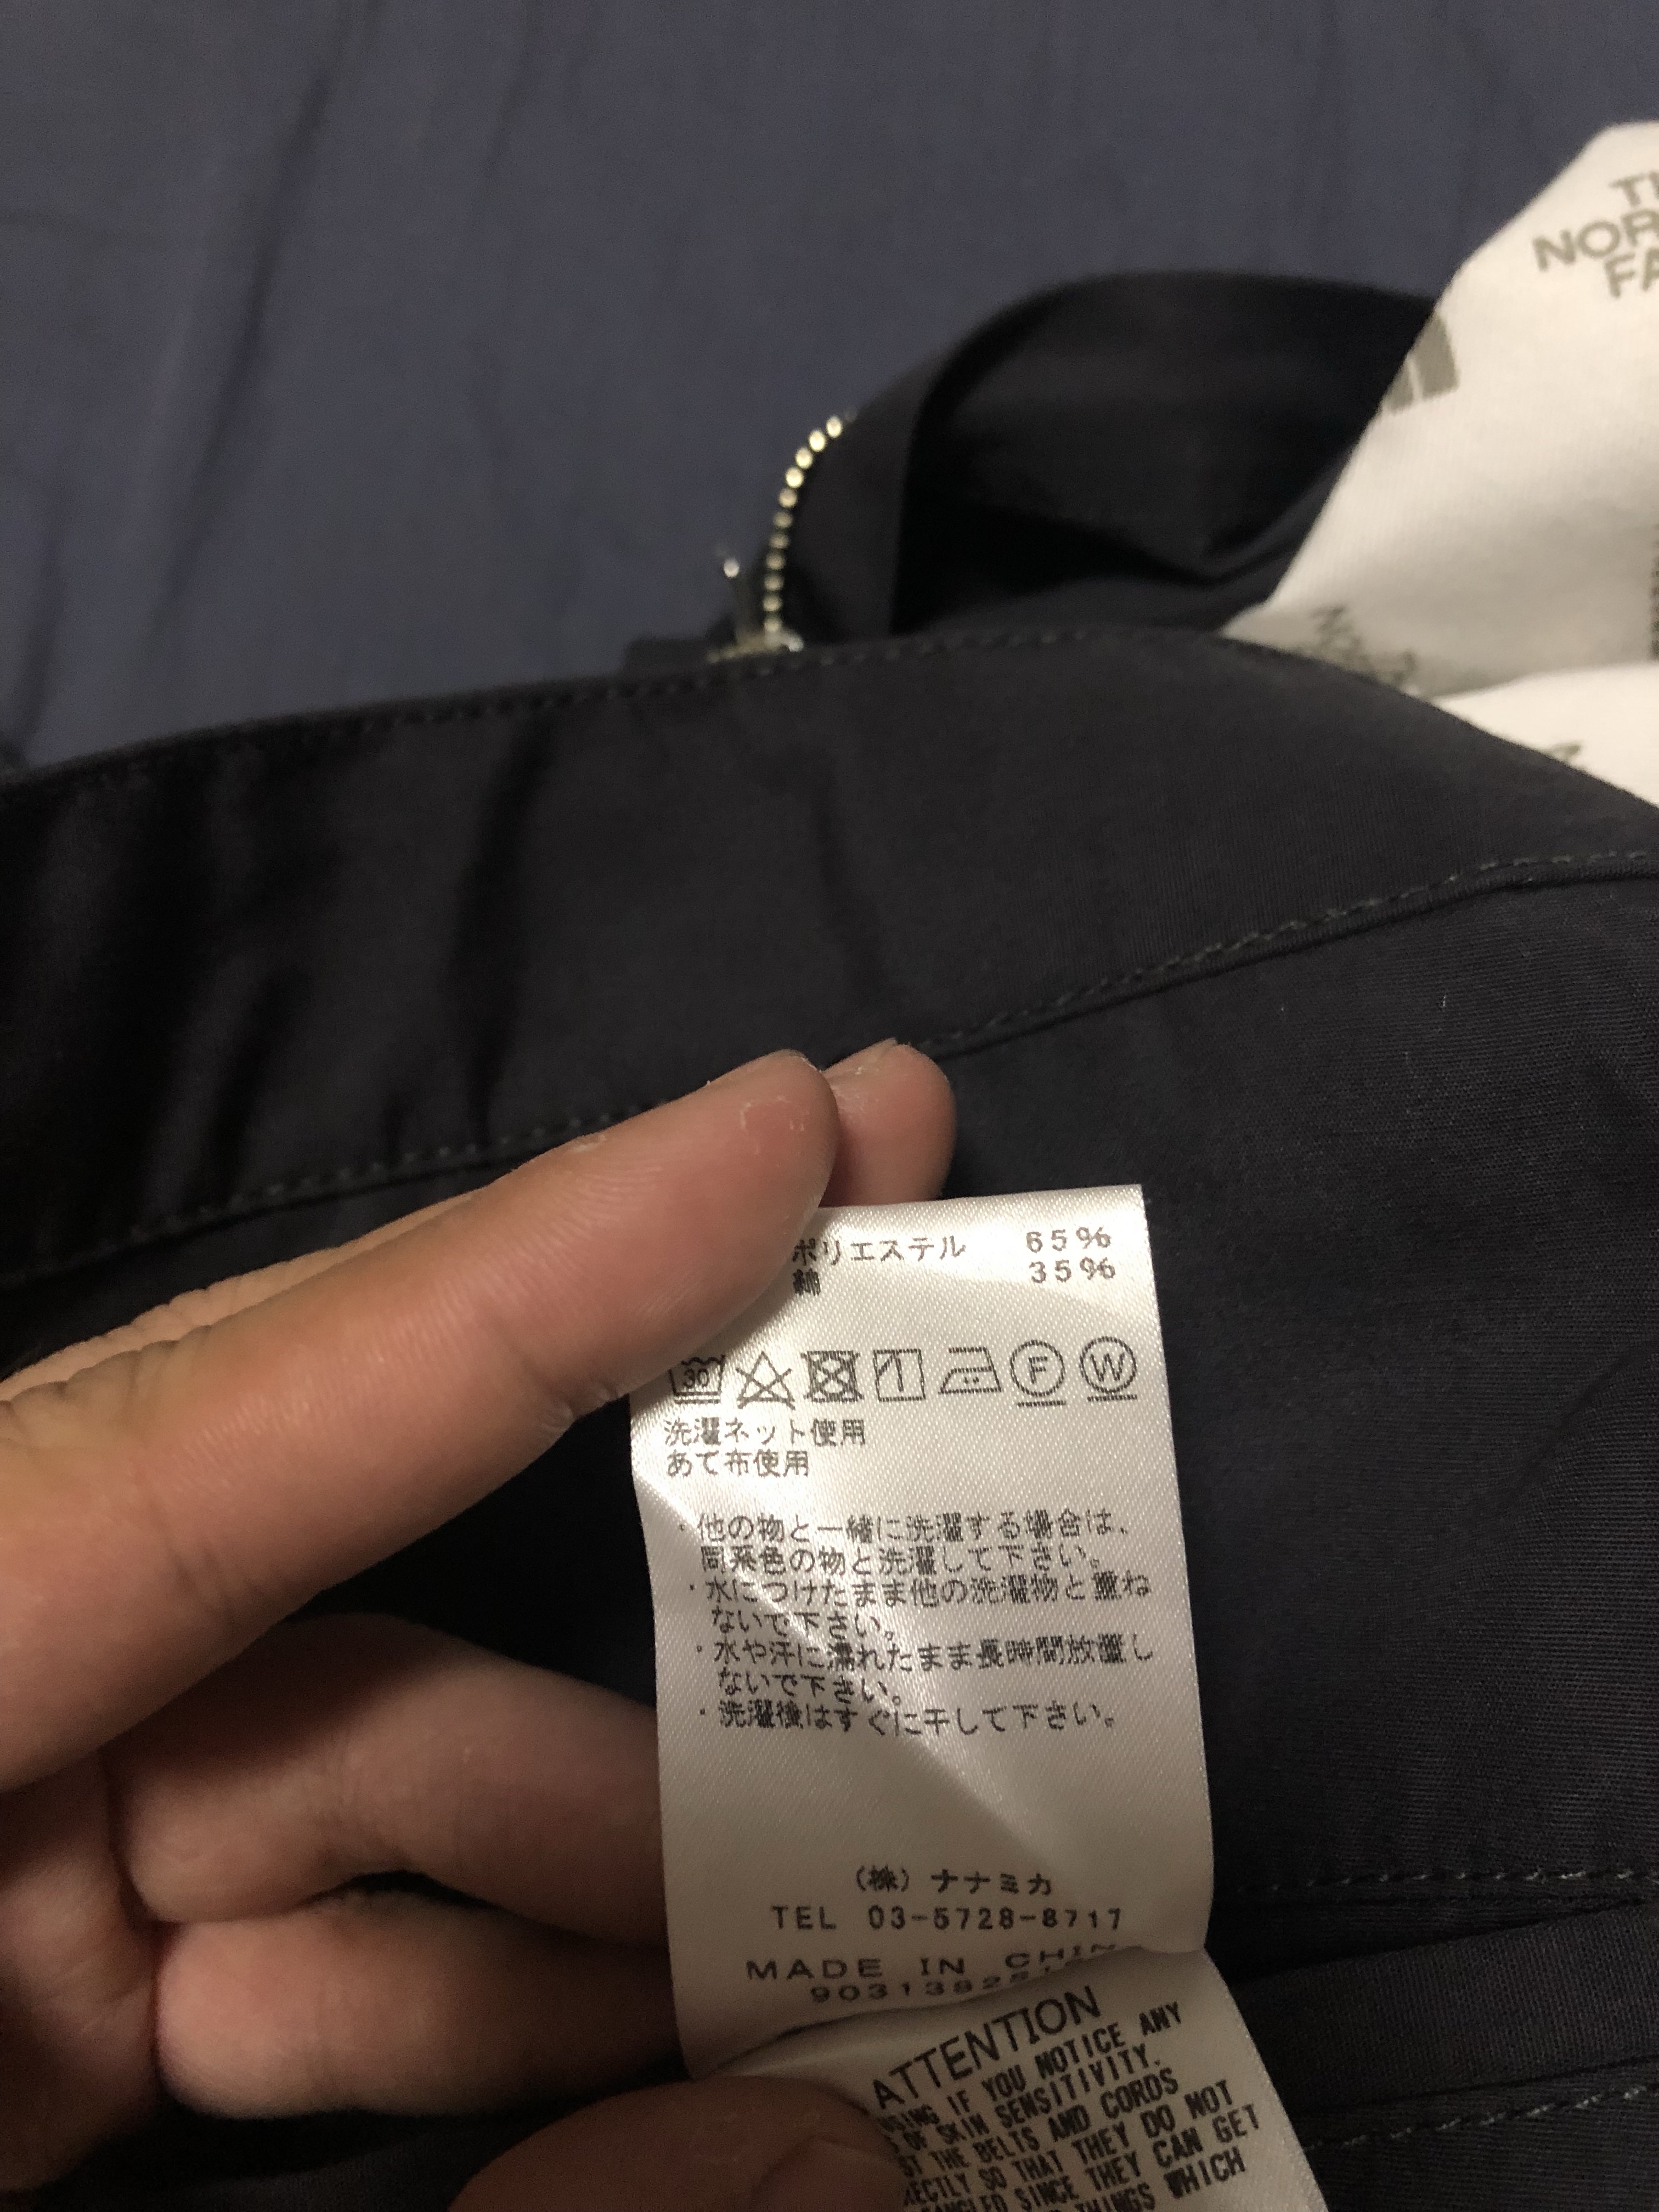 NOR
FA
ポリエステル 65%
綿 35%
30
F
W
洗濯ネット使用
あて布使用
・他の物と一緒に洗濯する場合は、
同系色の物と洗濯して下さい。
・水につけたまま他の洗濯物と重ね
ないで下さい。
・水や汗に濡れたまま長時間放置し
ないで下さい。
・洗濯後はすぐに干して下さい。
(株)ナナミカ
TEL 03-5728-8717
MADE IN CHIN
ATTENTION
IF YOU NOTICE ANY
OF SKIN SENSITIVITY.
THE BELTS AND CORDS
SO THAT THEY DO NOT
SINCE THEY CAN GET
THINGS WHICH